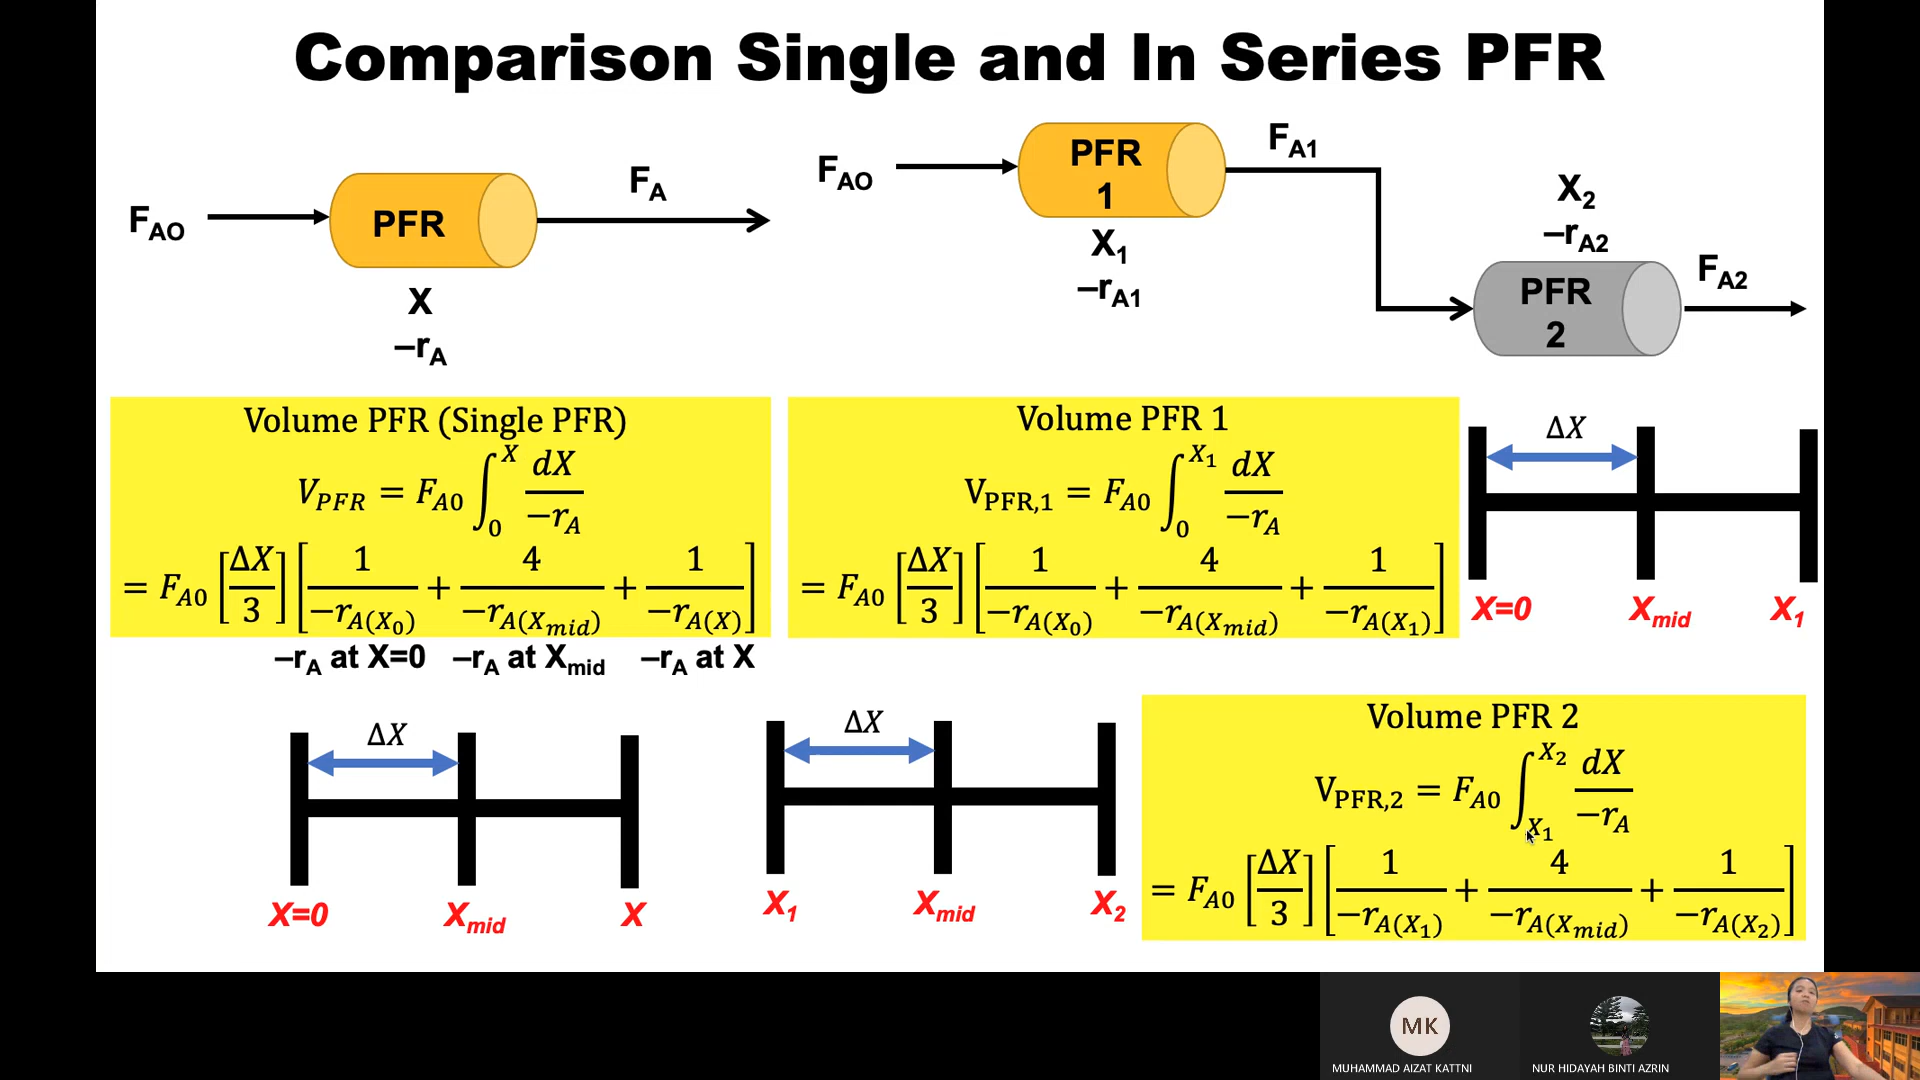 Comparison Single and In Series PFR
F_AO
PFR
F_A
X
–r_A
F_AO
PFR
1
F_A1
X_1
–r_A1
X_2
–r_A2
PFR
2
F_A2
Volume PFR (Single PFR)
V_PFR = F_A0 ∫_0^X dX/−r_A
= F_A0 [ΔX/3] [1/−r_A(X_0) + 4/−r_A(X_mid) + 1/−r_A(X)]
–r_A at X=0 –r_A at X_mid –r_A at X
ΔX
X=0 X_mid X
Volume PFR 1
V_PFR,1 = F_A0 ∫_0^X_1 dX/−r_A
= F_A0 [ΔX/3] [1/−r_A(X_0) + 4/−r_A(X_mid) + 1/−r_A(X_1)]
ΔX
X=0 X_mid X_1
ΔX
X_1 X_mid X_2
Volume PFR 2
V_PFR,2 = F_A0 ∫_X_1^X_2 dX/−r_A
= F_A0 [ΔX/3] [1/−r_A(X_1) + 4/−r_A(X_mid) + 1/−r_A(X_2)]
MK
MUHAMMAD AIZAT KATTNI
NUR HIDAYAH BINTI AZRIN